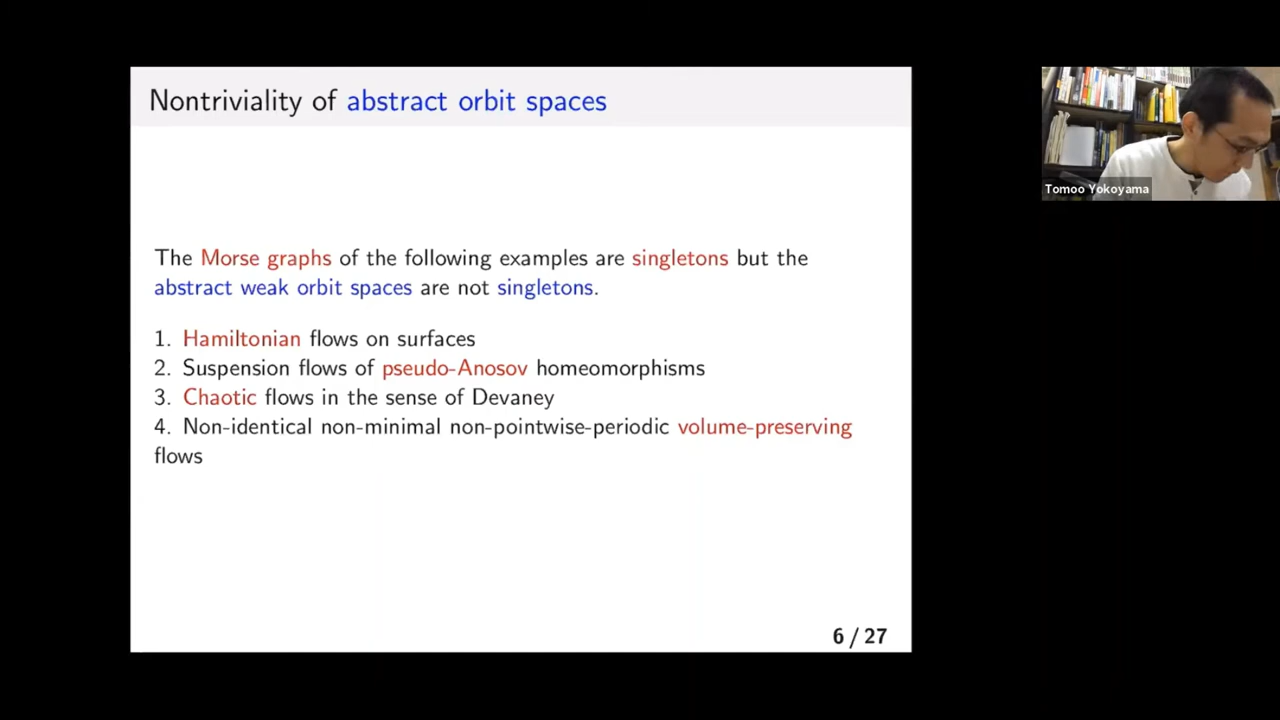 Nontriviality of abstract orbit spaces
The Morse graphs of the following examples are singletons but the
abstract weak orbit spaces are not singletons.
1. Hamiltonian flows on surfaces
2. Suspension flows of pseudo-Anosov homeomorphisms
3. Chaotic flows in the sense of Devaney
4. Non-identical non-minimal non-pointwise-periodic volume-preserving
flows
6 / 27
Tomoo Yokoyama